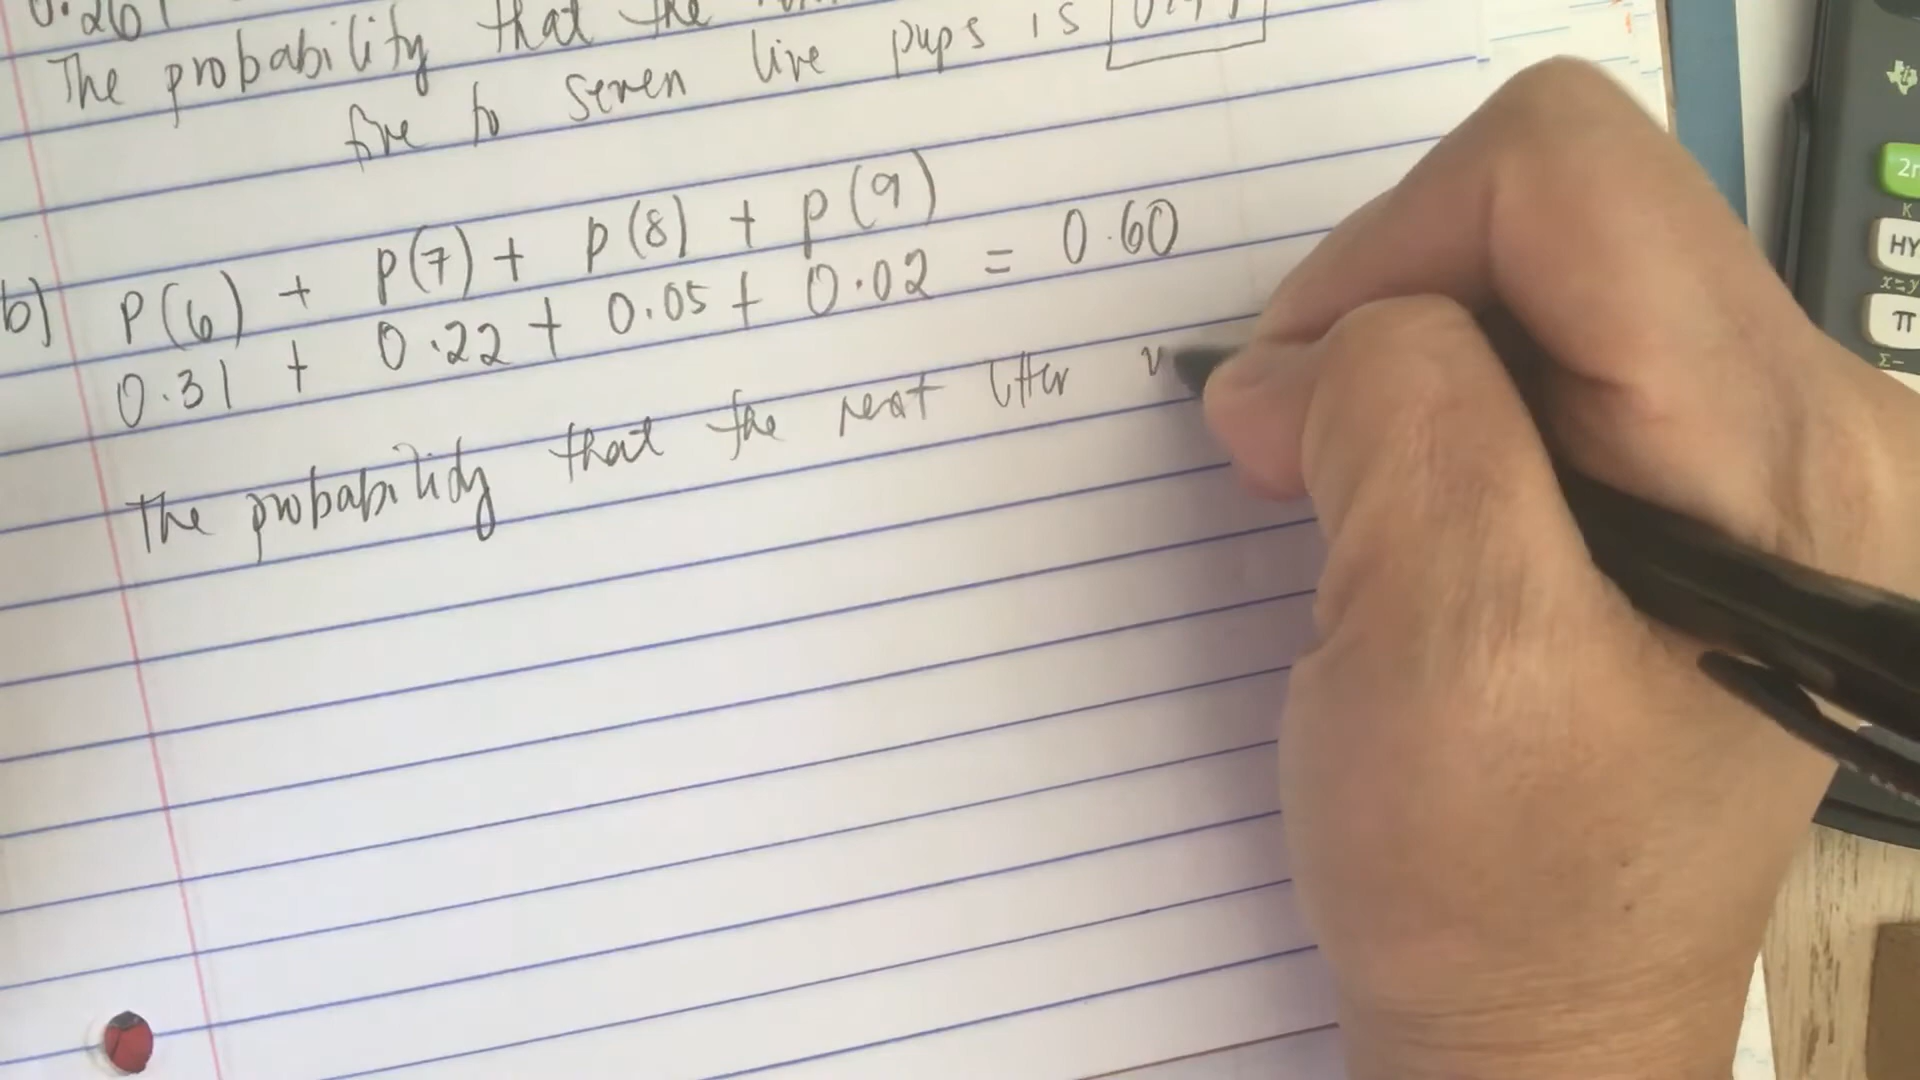 The probability that the
five to seven live pups is
b) P(6) + P(7) + P(8) + P(9)
0.31 + 0.22 + 0.05 + 0.02 = 0.60
The probability that the next litter
HY
π
Σ-